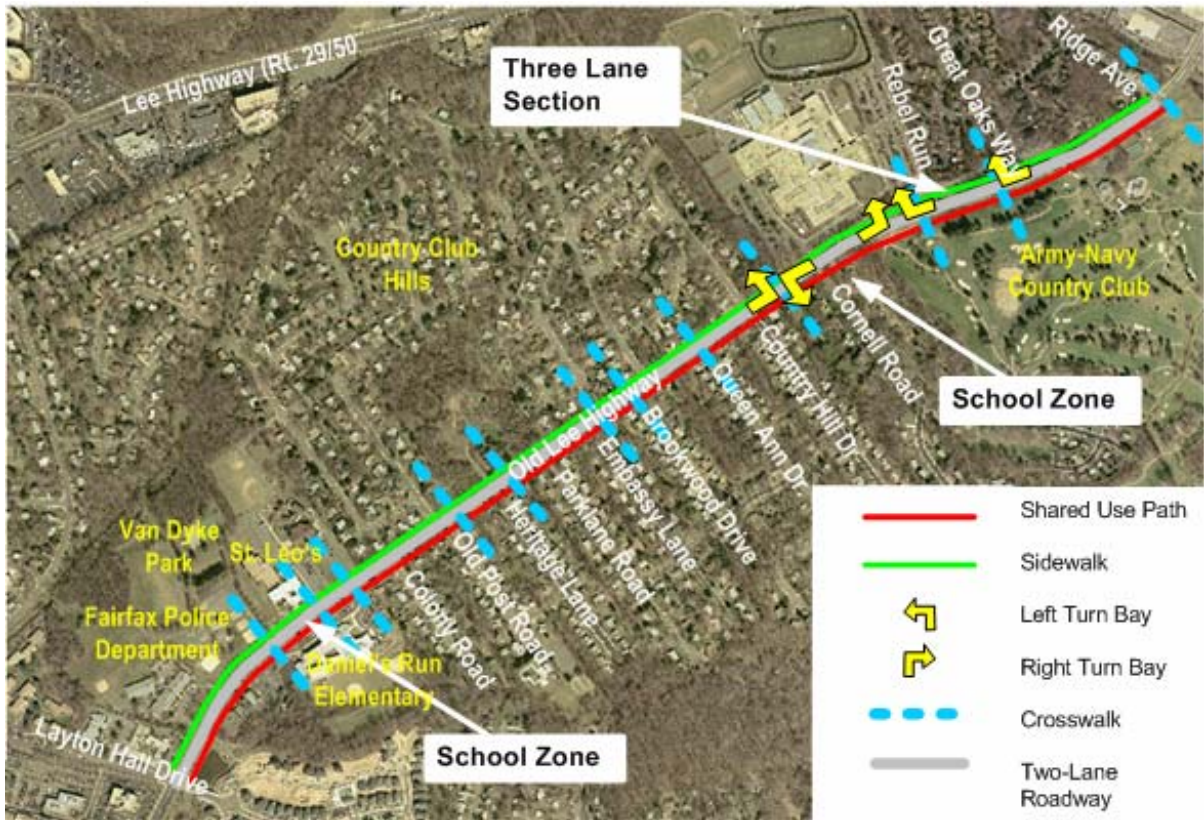 Lee Highway (Rt. 29/50
Three Lane
Section
Rebel Run
Great Oaks Way
Ridge Ave.
Country Club
Hills
Army-Navy
Country Club
Cornell Road
Country Hill Dr.
School Zone
Queen Ann Dr.
Old Lee Highway
Brookwood Drive
Embassy Lane
Parklane Road
Heritage Lane
Old Post Road
Colonly Road
Van Dyke
Park
St. Leo's
Fairfax Police
Department
Daniel's Run
Elementary
School Zone
Layton Hall Drive
Shared Use Path
Sidewalk
Left Turn Bay
Right Turn Bay
Crosswalk
Two-Lane
Roadway